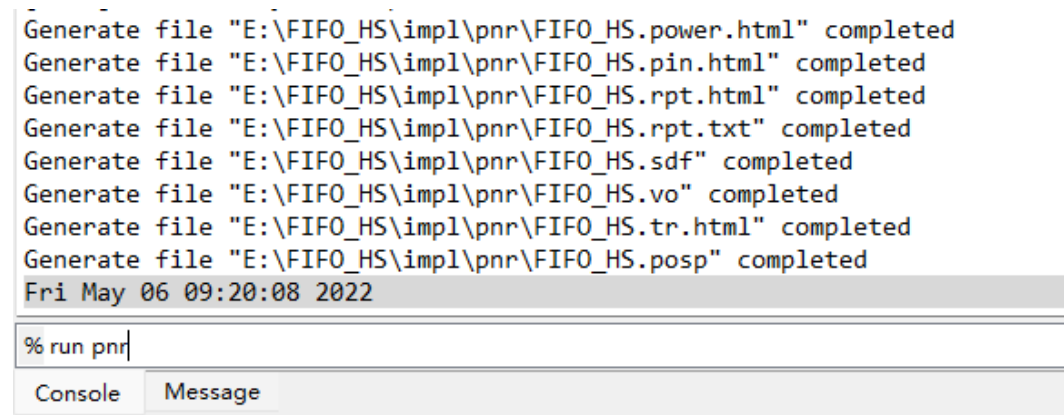 Generate file "E:\FIFO_HS\impl\pnr\FIFO_HS.power.html" completed
Generate file "E:\FIFO_HS\impl\pnr\FIFO_HS.pin.html" completed
Generate file "E:\FIFO_HS\impl\pnr\FIFO_HS.rpt.html" completed
Generate file "E:\FIFO_HS\impl\pnr\FIFO_HS.rpt.txt" completed
Generate file "E:\FIFO_HS\impl\pnr\FIFO_HS.sdf" completed
Generate file "E:\FIFO_HS\impl\pnr\FIFO_HS.vo" completed
Generate file "E:\FIFO_HS\impl\pnr\FIFO_HS.tr.html" completed
Generate file "E:\FIFO_HS\impl\pnr\FIFO_HS.posp" completed
Fri May 06 09:20:08 2022
% run pnr
Console Message